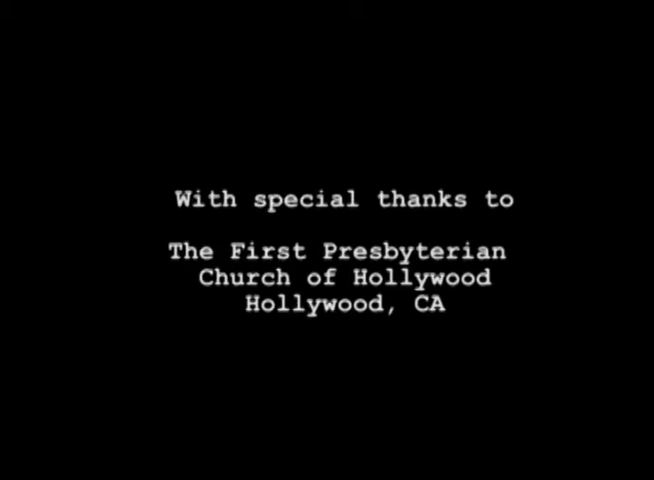 With special thanks to
The First Presbyterian
Church of Hollywood
Hollywood, CA